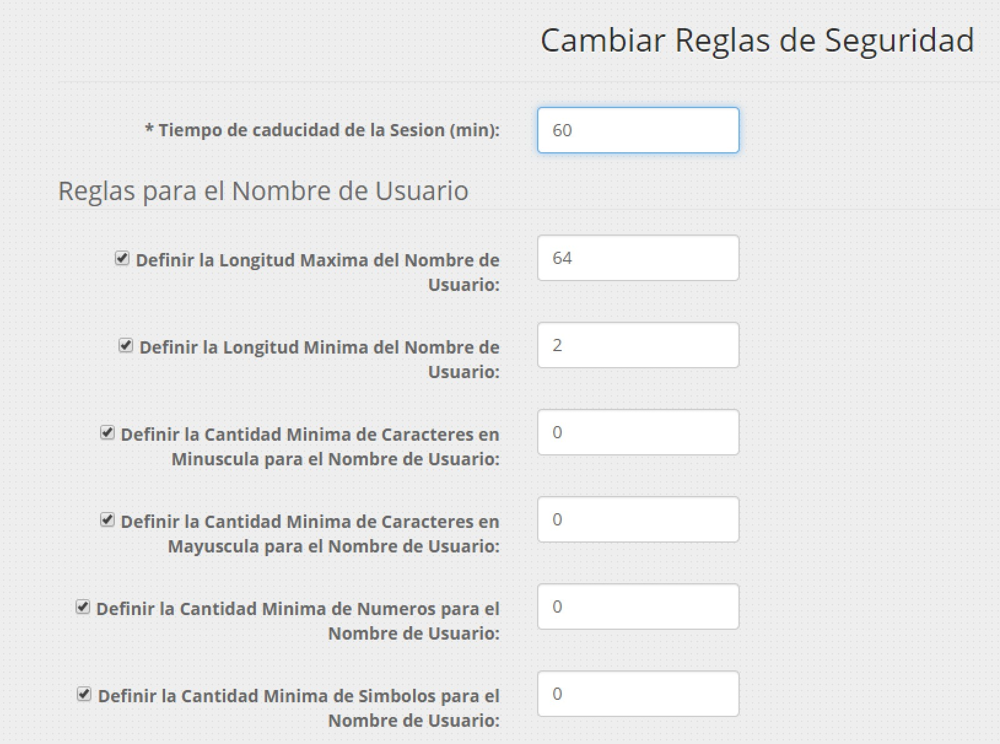 Cambiar Reglas de Seguridad
* Tiempo de caducidad de la Sesion (min): 60
Reglas para el Nombre de Usuario
Definir la Longitud Maxima del Nombre de 64
Usuario:
Definir la Longitud Minima del Nombre de 2
Usuario:
Definir la Cantidad Minima de Caracteres en 0
Minuscula para el Nombre de Usuario:
Definir la Cantidad Minima de Caracteres en 0
Mayuscula para el Nombre de Usuario:
Definir la Cantidad Minima de Numeros para el 0
Nombre de Usuario:
Definir la Cantidad Minima de Simbolos para el 0
Nombre de Usuario: